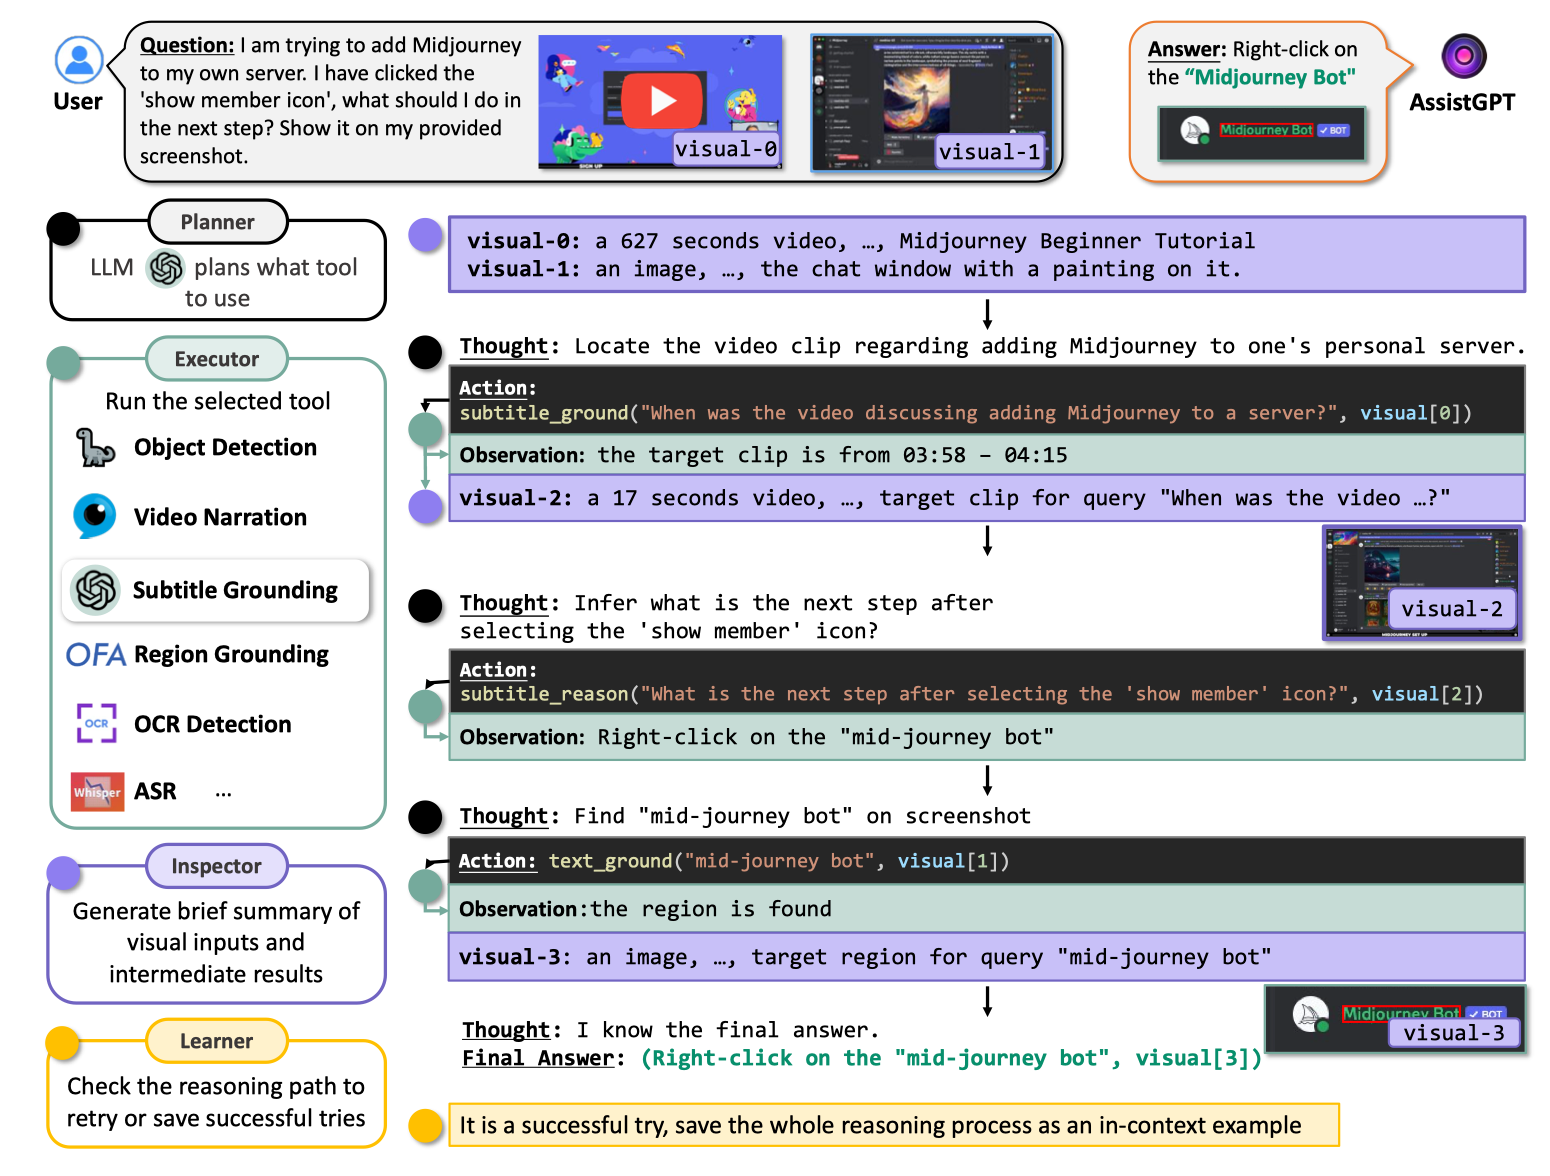 User
Question: I am trying to add Midjourney
to my own server. I have clicked the
'show member icon', what should I do in
the next step? Show it on my provided
screenshot.
SIGN UP
visual-0
visual-1
Answer: Right-click on
the “Midjourney Bot"
Midjourney Bot ✓ BOT
AssistGPT
Planner
LLM plans what tool
to use
Executor
Run the selected tool
Object Detection
Video Narration
Subtitle Grounding
OFA Region Grounding
OCR OCR Detection
Whisper ASR ...
Inspector
Generate brief summary of
visual inputs and
intermediate results
Learner
Check the reasoning path to
retry or save successful tries
visual-0: a 627 seconds video, …, Midjourney Beginner Tutorial
visual-1: an image, …, the chat window with a painting on it.
Thought: Locate the video clip regarding adding Midjourney to one's personal server.
Action:
subtitle_ground("When was the video discussing adding Midjourney to a server?", visual[0])
Observation: the target clip is from 03:58 – 04:15
visual-2: a 17 seconds video, …, target clip for query "When was the video …?"
MIDJOURNEY SET UP
visual-2
Thought: Infer what is the next step after
selecting the 'show member' icon?
Action:
subtitle_reason("What is the next step after selecting the 'show member' icon?", visual[2])
Observation: Right-click on the "mid-journey bot"
Thought: Find "mid-journey bot" on screenshot
Action: text_ground("mid-journey bot", visual[1])
Observation:the region is found
visual-3: an image, …, target region for query "mid-journey bot"
Midjourney Bot ✓ BOT
visual-3
Thought: I know the final answer.
Final Answer: (Right-click on the "mid-journey bot", visual[3])
It is a successful try, save the whole reasoning process as an in-context example